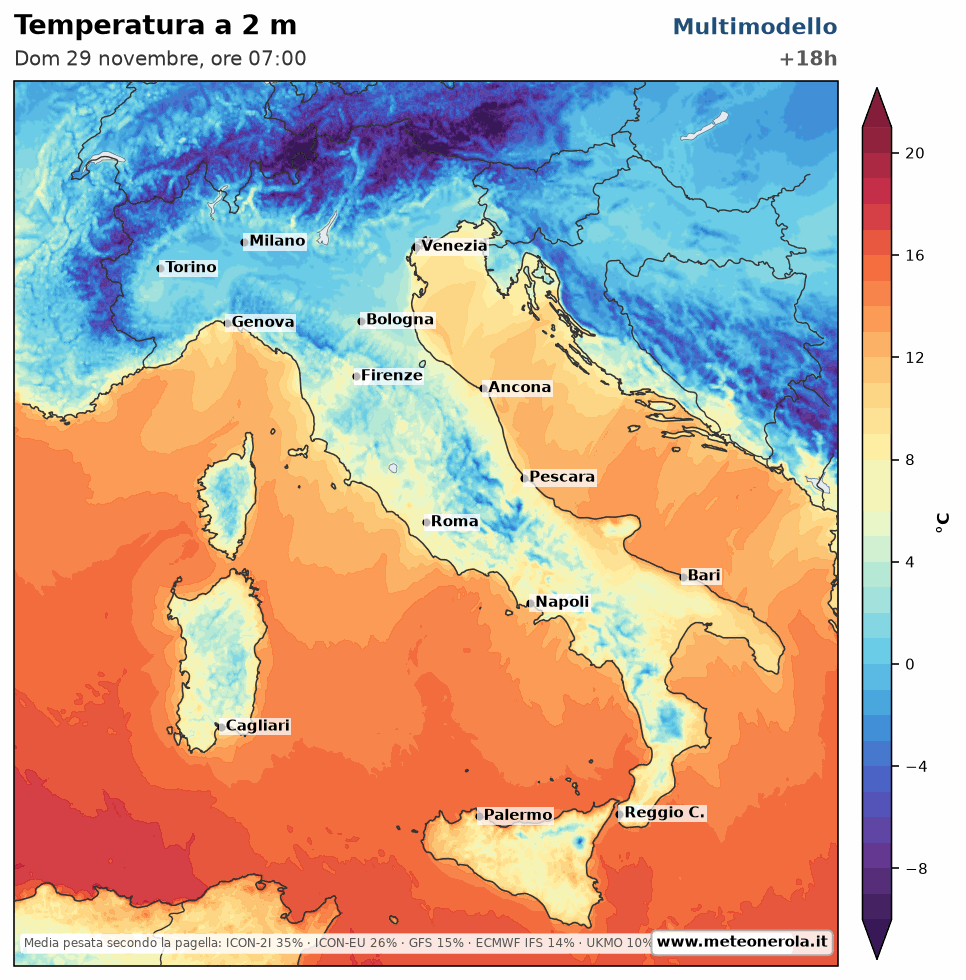 Temperatura a 2 m
Multimodello
Dom 29 novembre, ore 07:00
+18h
Milano
Venezia
Torino
Genova
Bologna
Firenze
Ancona
Pescara
Roma
Bari
Napoli
Cagliari
Palermo
Reggio C.
20
16
12
8
4
0
−4
−8
°C
Media pesata secondo la pagella: ICON-2I 35% · ICON-EU 26% · GFS 15% · ECMWF IFS 14% · UKMO 10%
www.meteonerola.it